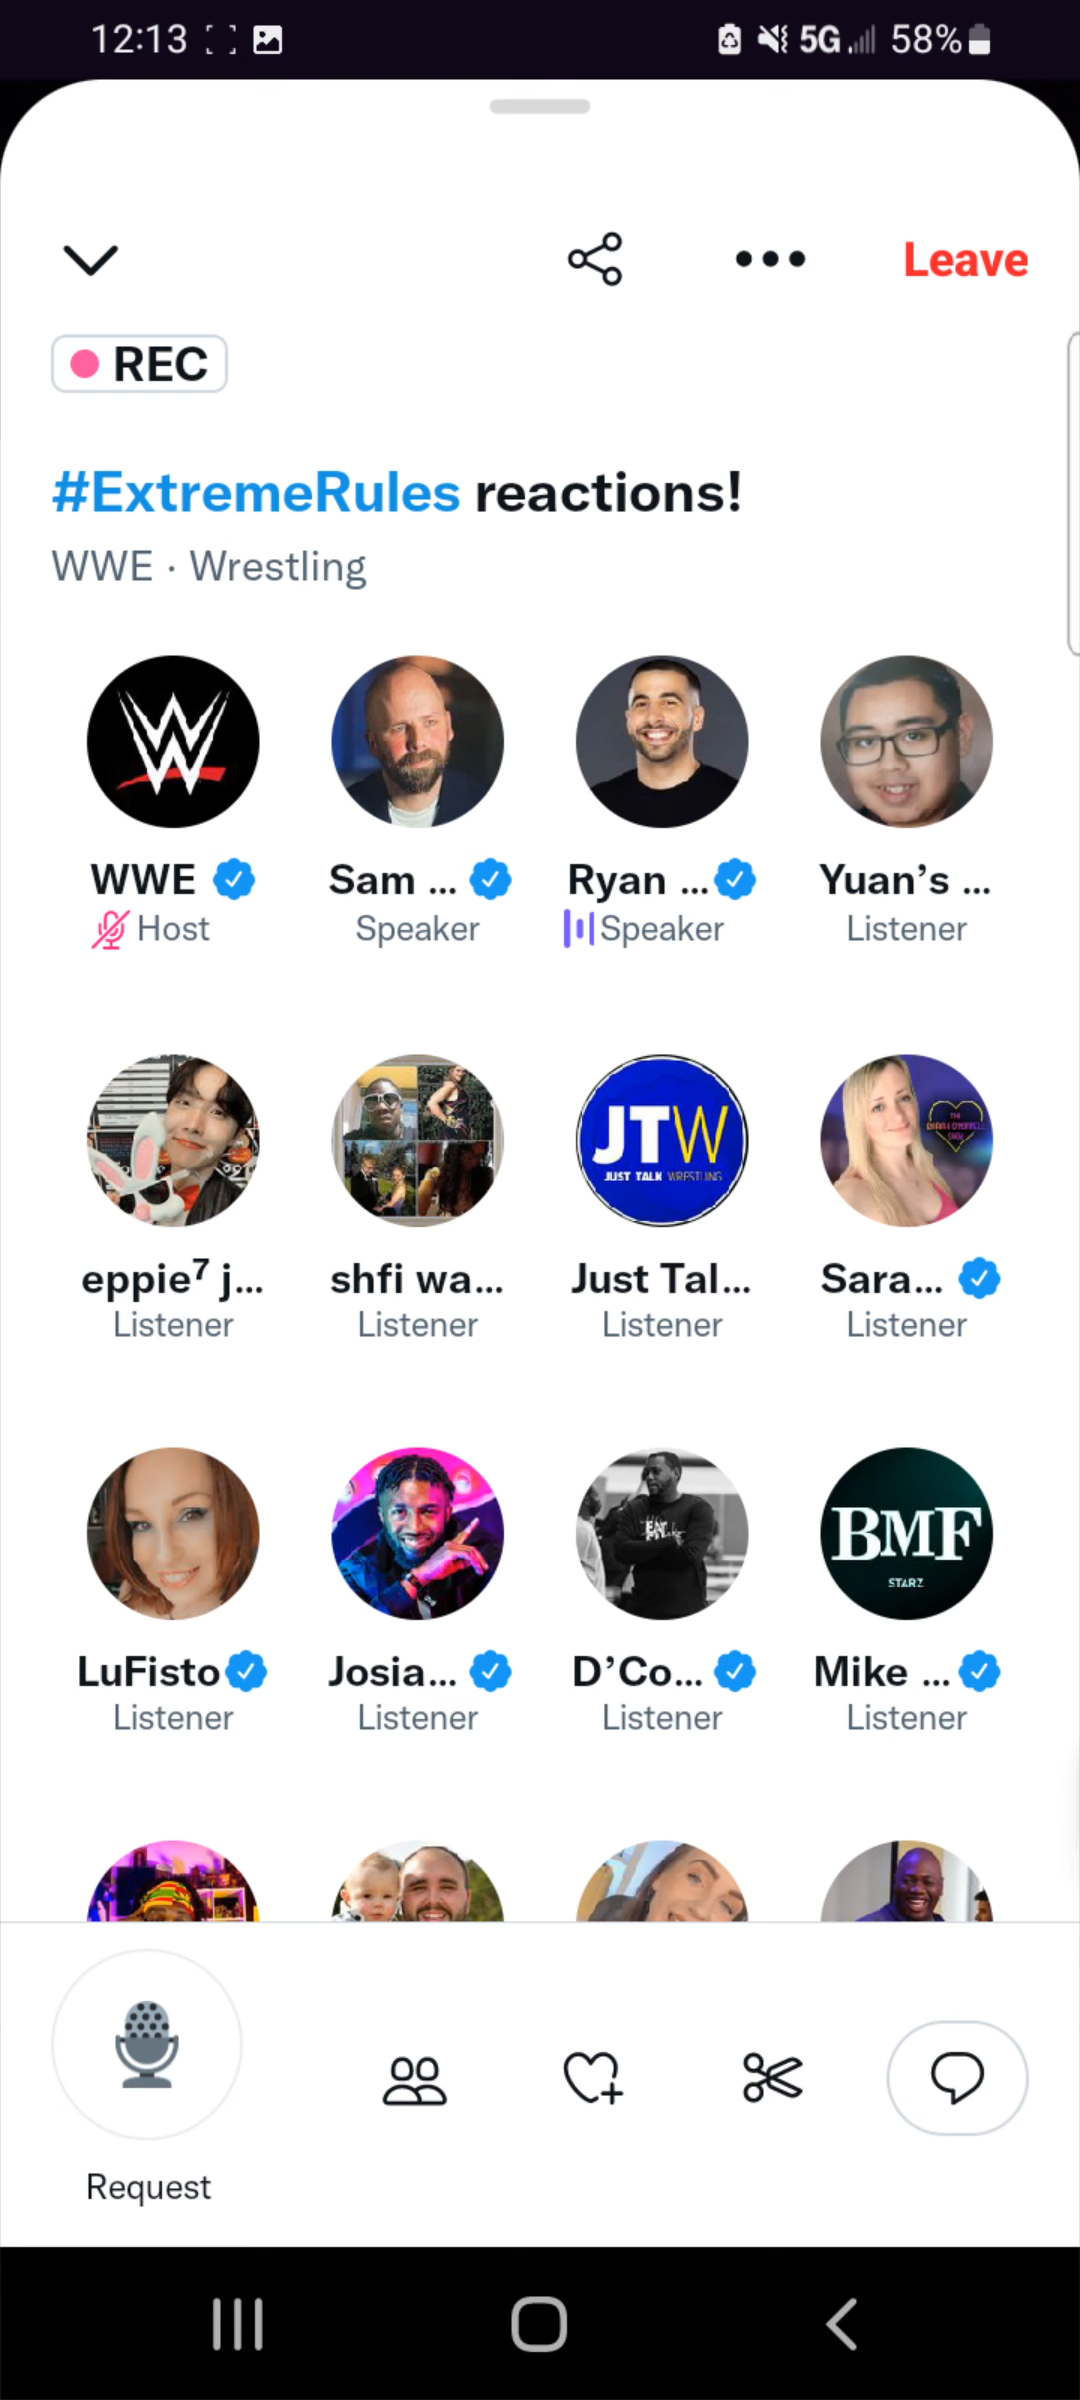 12:13 5G 58%
Leave
REC
#ExtremeRules reactions!
WWE · Wrestling
W
WWE Sam ... Ryan ... Yuan’s ...
Host Speaker Speaker Listener
JTW
JUST TALK WRESTLING
eppie⁷ j... shfi wa... Just Tal... Sara...
Listener Listener Listener Listener
BMF
STARZ
LuFisto Josia... D’Co... Mike ...
Listener Listener Listener Listener
Request